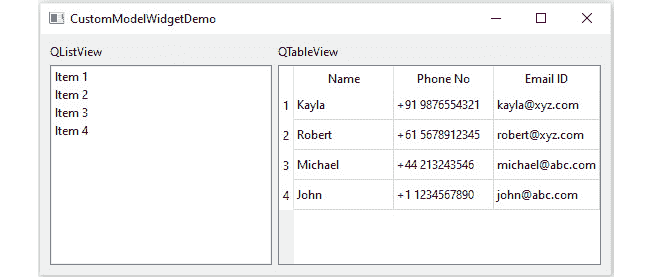 CustomModelWidgetDemo
QListView
Item 1
Item 2
Item 3
Item 4
QTableView
Name Phone No Email ID
1 Kayla +91 9876554321 kayla@xyz.com
2 Robert +61 5678912345 robert@xyz.com
3 Michael +44 213243546 michael@abc.com
4 John +1 1234567890 john@abc.com